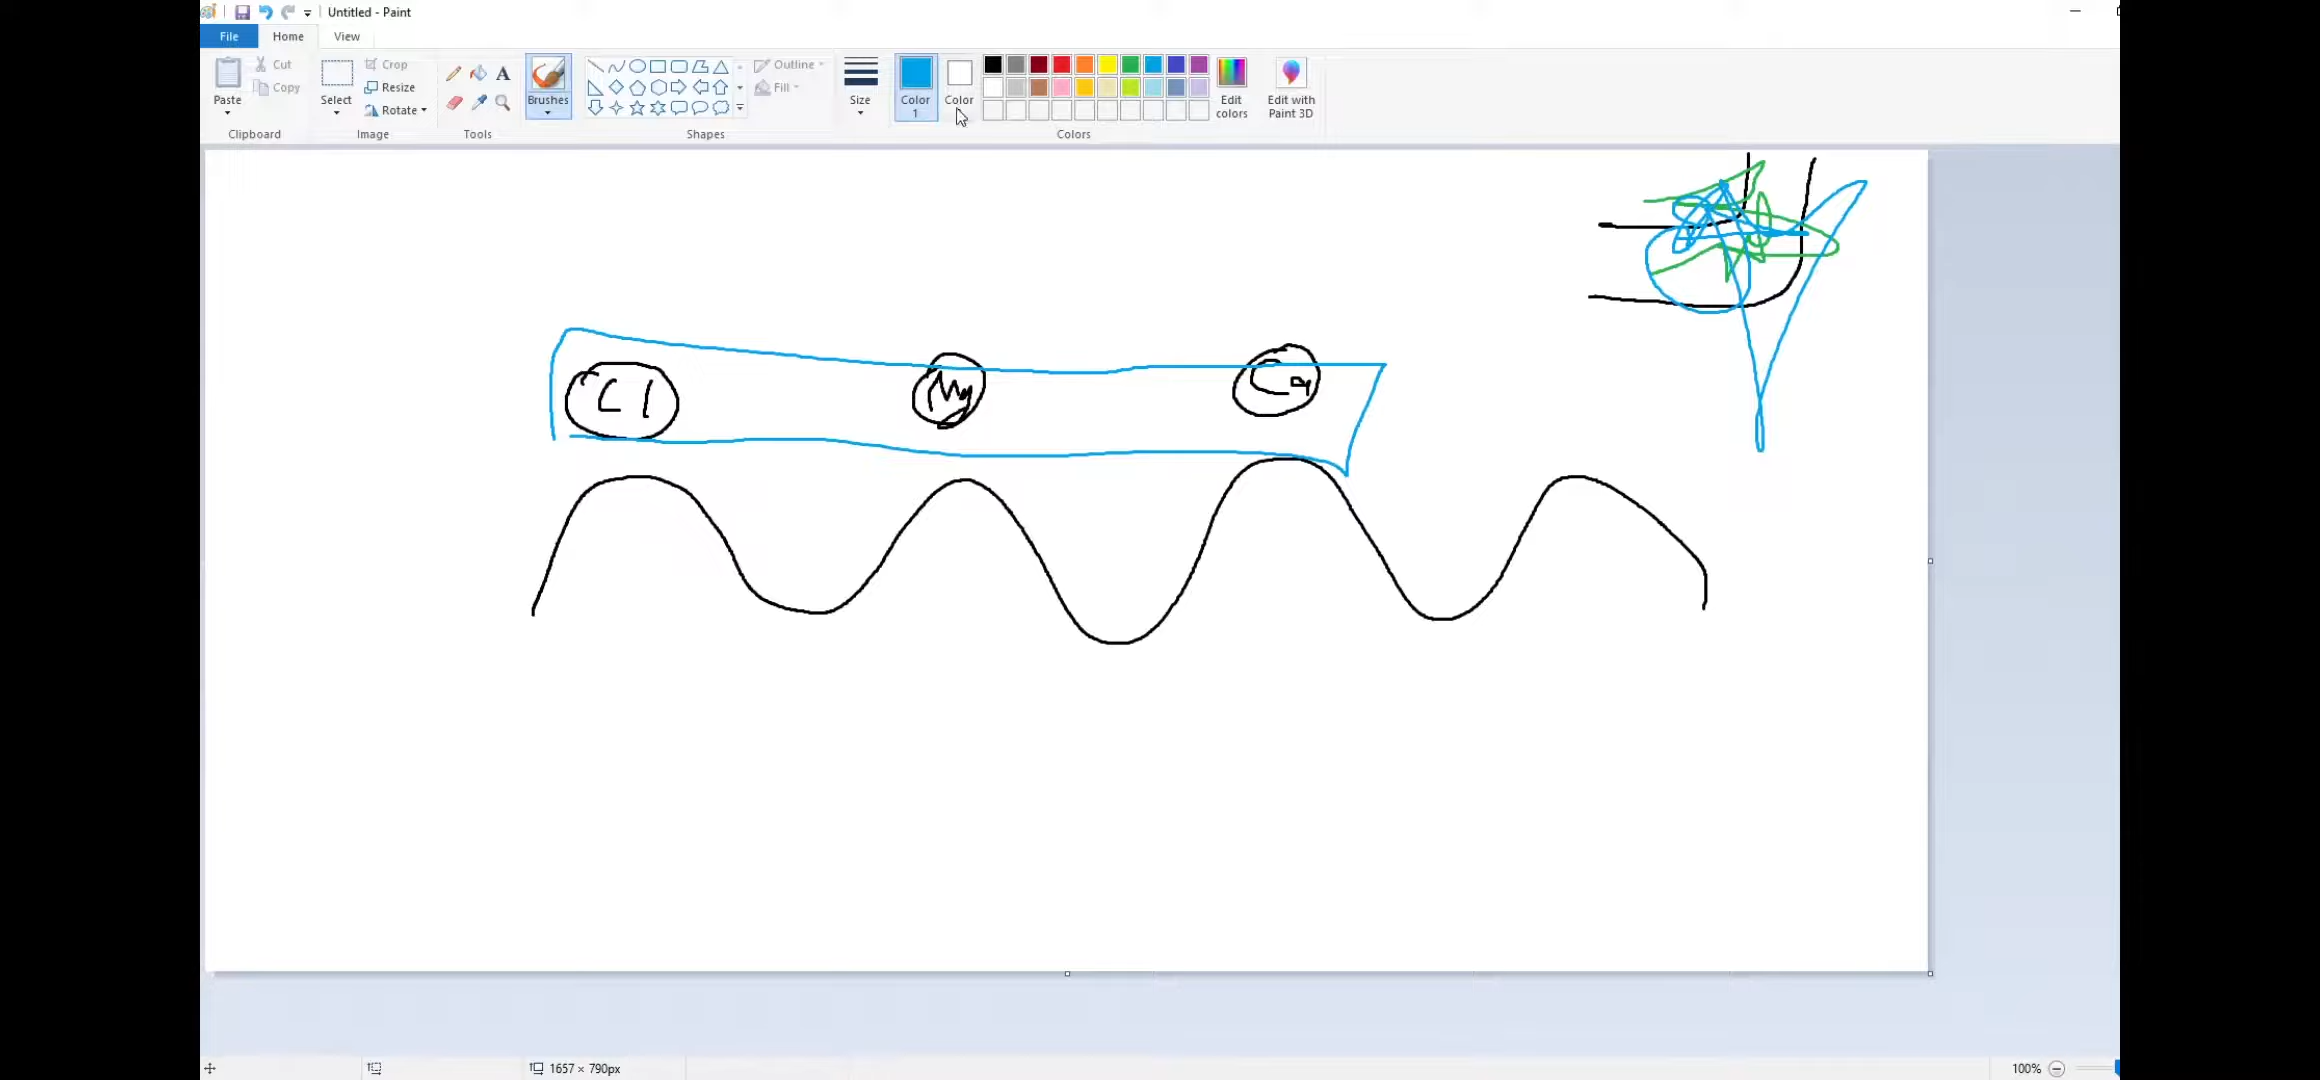 Untitled - Paint
File Home View
Paste
Cut
Copy
Clipboard
Select
Crop
Resize
Rotate
Image
Tools
Brushes
Shapes
Outline
Fill
Size
Color 1
Color
Colors
Edit colors
Edit with Paint 3D
Cl Mg Ca
1657 × 790px
100%